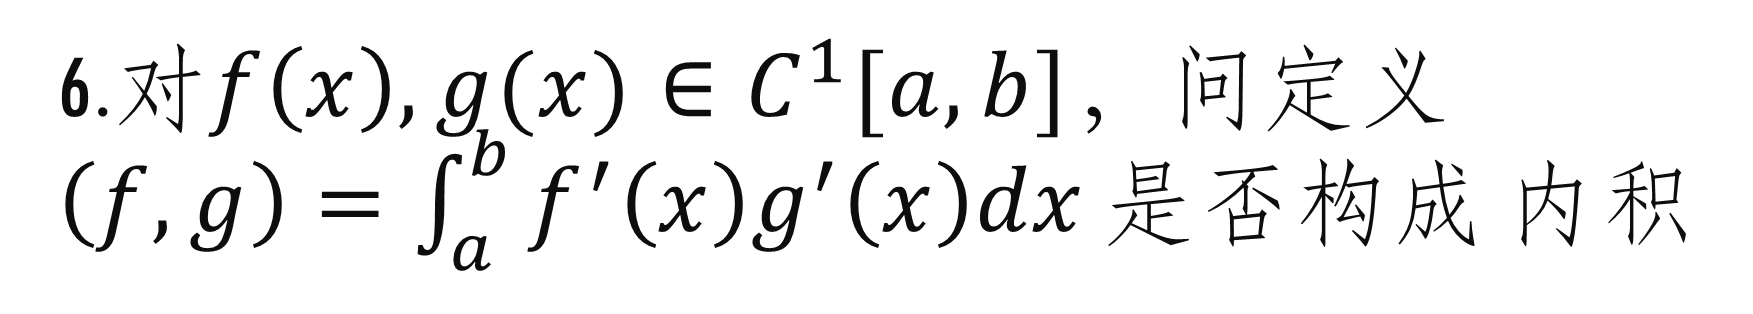 6.对f(x),g(x) ∈ C¹[a,b]，问定义
(f,g) = ∫ₐᵇ f′(x)g′(x)dx 是否构成 内积